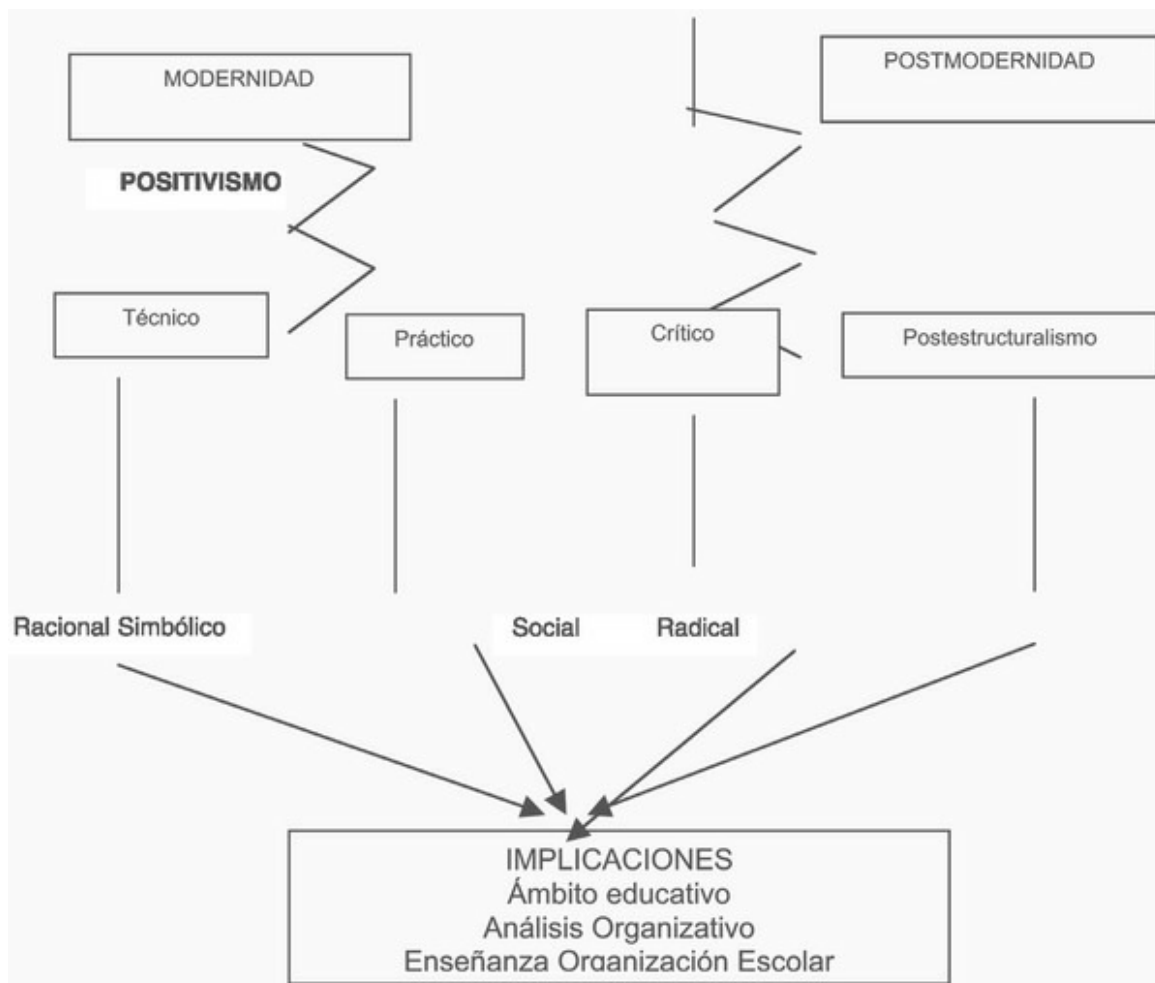 MODERNIDAD
POSTMODERNIDAD
POSITIVISMO
Técnico
Práctico
Crítico
Postestructuralismo
Racional Simbólico
Social
Radical
IMPLICACIONES
Ámbito educativo
Análisis Organizativo
Enseñanza Organización Escolar